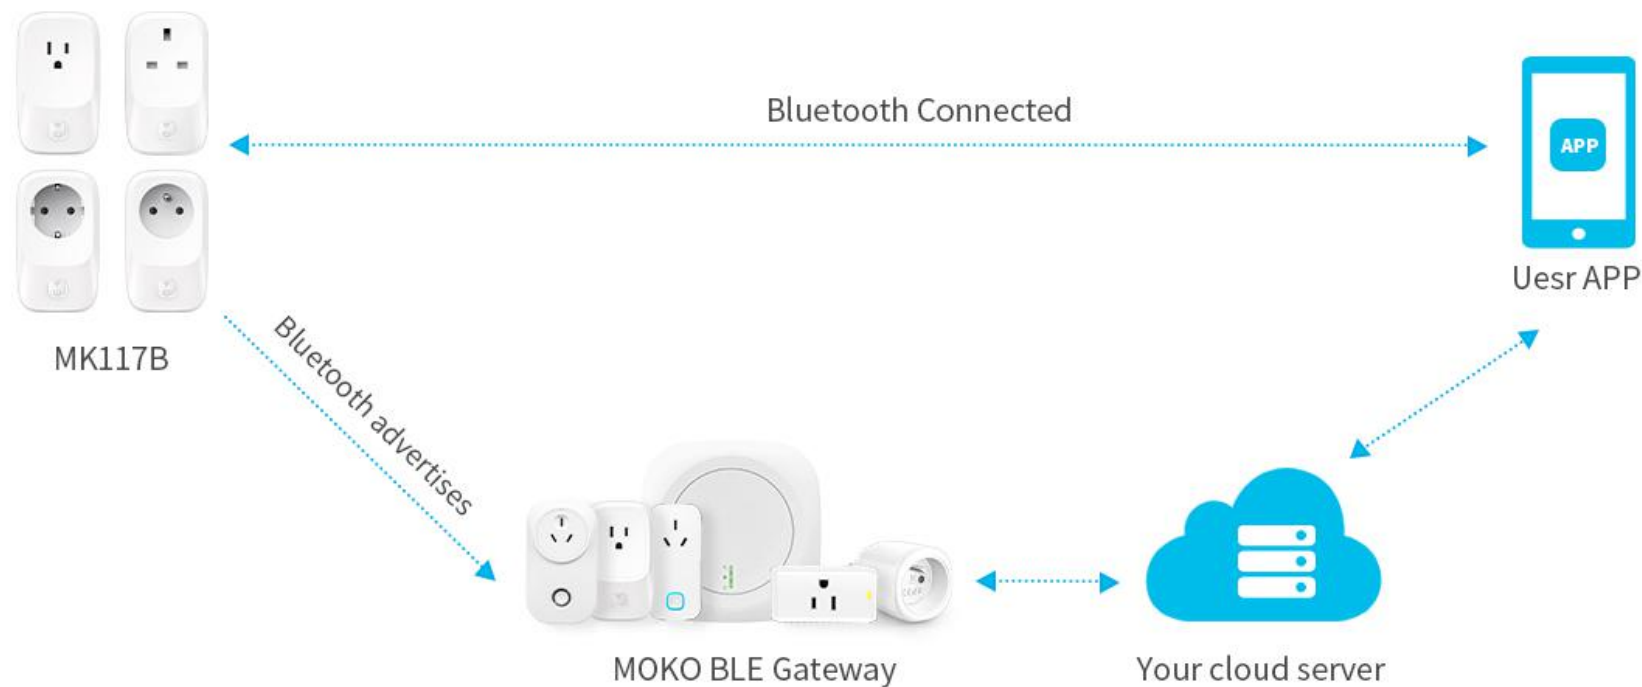 Bluetooth Connected
APP
Uesr APP
MK117B
Bluetooth advertises
MOKO BLE Gateway
Your cloud server